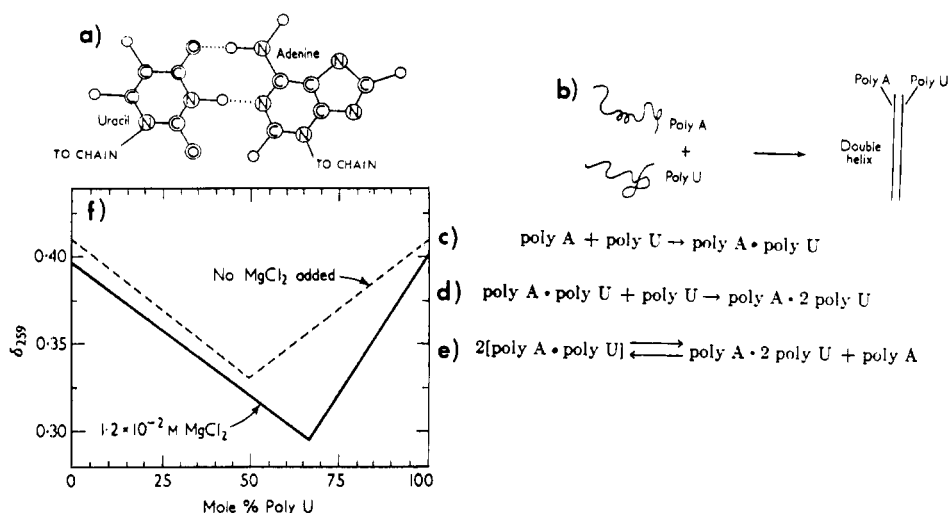 a)
Adenine
Uracil
TO CHAIN
TO CHAIN
b)
Poly A
+
Poly U
Poly A
Poly U
Double
helix
c) poly A + poly U → poly A • poly U
d) poly A • poly U + poly U → poly A • 2 poly U
e) 2[poly A • poly U] ⇌ poly A • 2 poly U + poly A
f)
No MgCl₂ added
1·2 × 10⁻² M MgCl₂
δ₂₅₉
0·40
0·35
0·30
0 25 50 75 100
Mole % Poly U
C C C C C C C C C
N N N N N N N